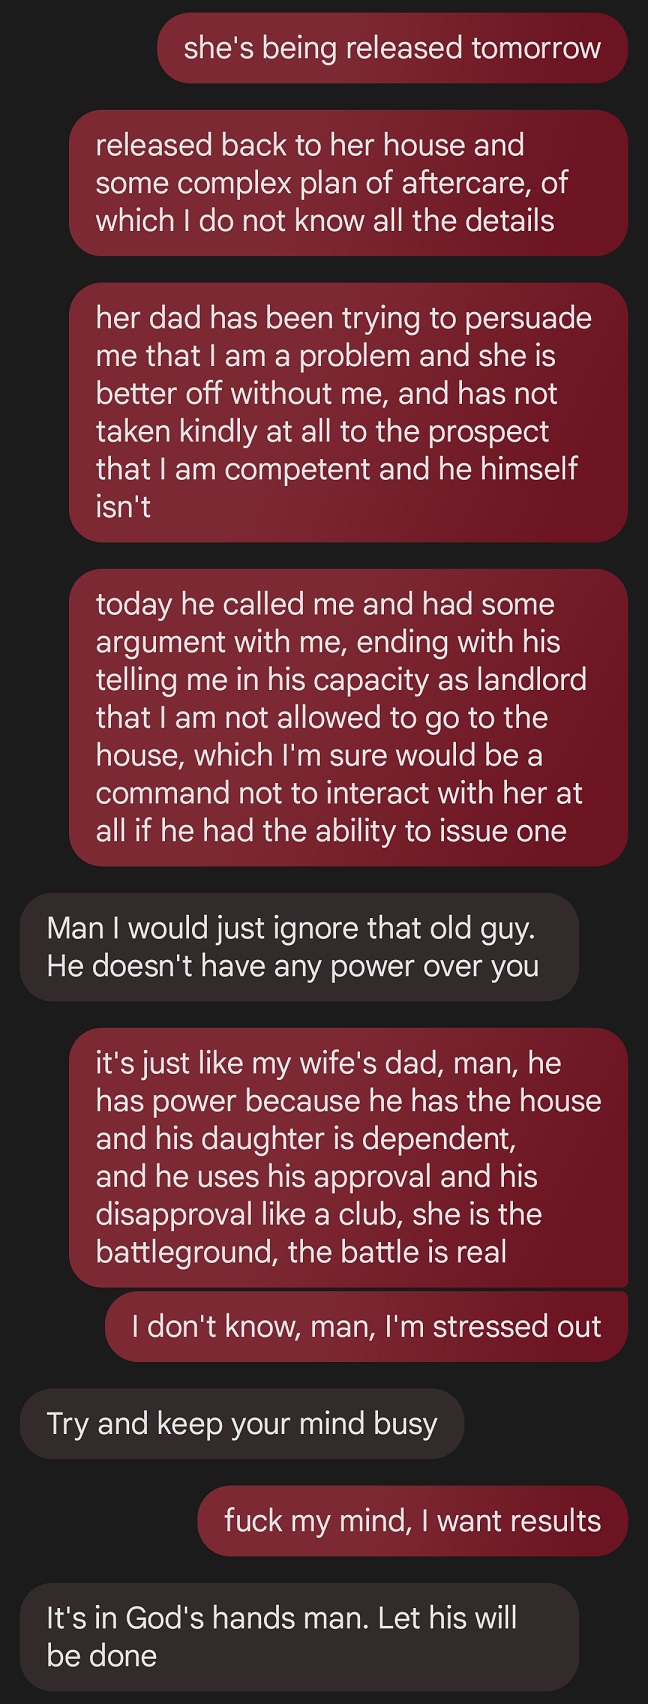 she's being released tomorrow
released back to her house and
some complex plan of aftercare, of
which I do not know all the details
her dad has been trying to persuade
me that I am a problem and she is
better off without me, and has not
taken kindly at all to the prospect
that I am competent and he himself
isn't
today he called me and had some
argument with me, ending with his
telling me in his capacity as landlord
that I am not allowed to go to the
house, which I'm sure would be a
command not to interact with her at
all if he had the ability to issue one
Man I would just ignore that old guy.
He doesn't have any power over you
it's just like my wife's dad, man, he
has power because he has the house
and his daughter is dependent,
and he uses his approval and his
disapproval like a club, she is the
battleground, the battle is real
I don't know, man, I'm stressed out
Try and keep your mind busy
fuck my mind, I want results
It's in God's hands man. Let his will
be done